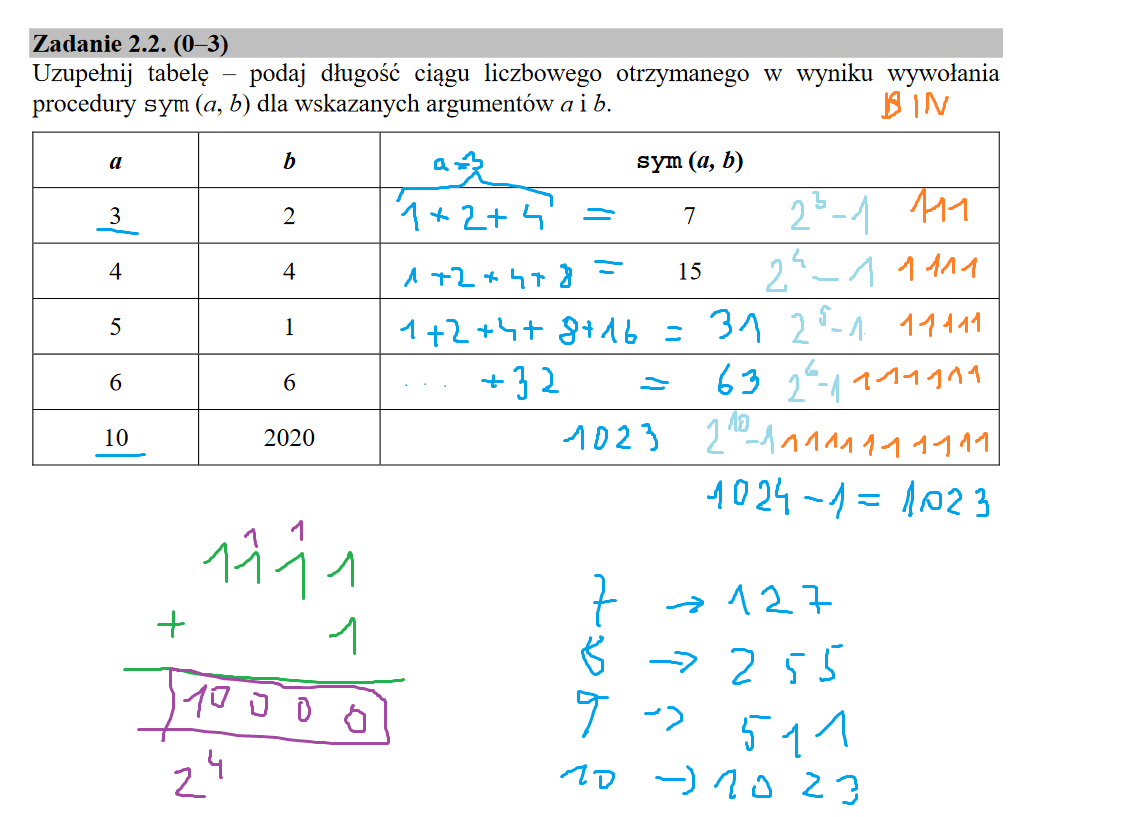 Zadanie 2.2. (0–3)
Uzupełnij tabelę – podaj długość ciągu liczbowego otrzymanego w wyniku wywołania
procedury sym (a, b) dla wskazanych argumentów a i b.
BIN
a b a=3 sym (a, b)
3 2 1+2+4 = 7 2^3-1 111
4 4 1+2+4+8 = 15 2^4-1 1111
5 1 1+2+4+8+16 = 31 2^5-1 11111
6 6 .... +32 = 63 2^6-1 111111
10 2020 1023 2^10-1 1111111111
1024-1=1023
1 1
1111
+ 1
10000
2^4
7 → 127
8 → 255
9 → 511
10 → 1023